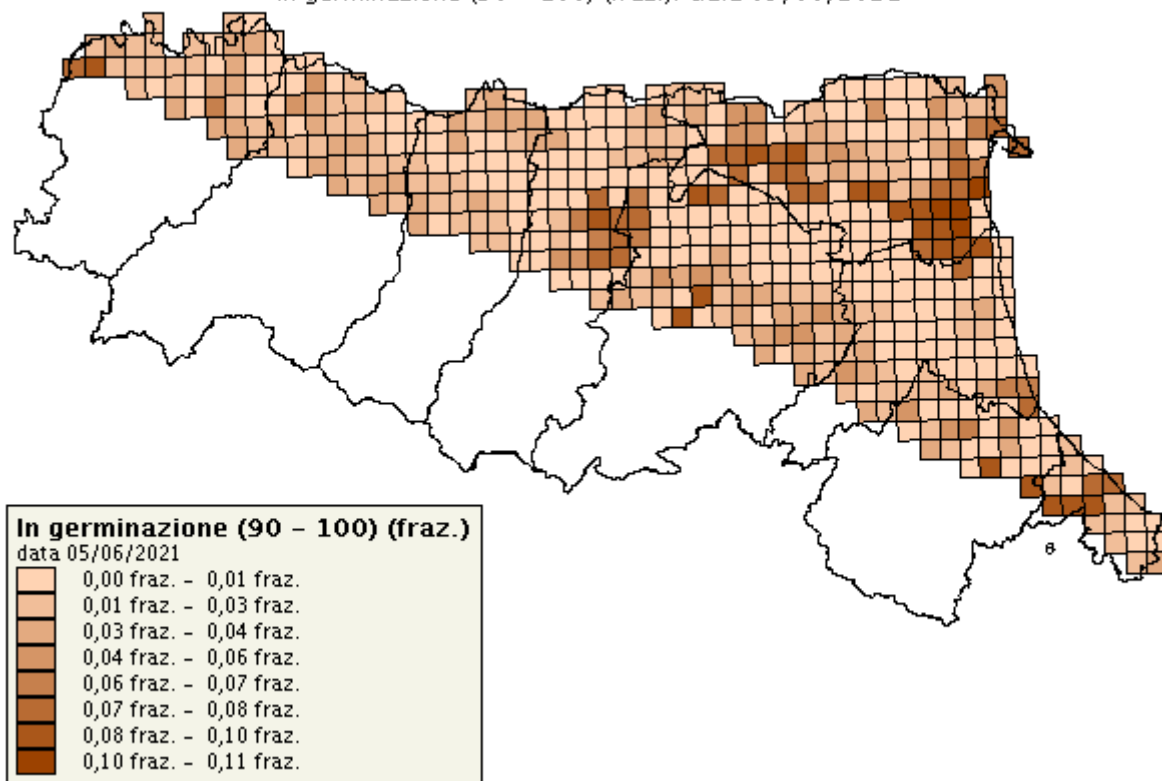 In germinazione (90 – 100) (fraz.)
data 05/06/2021
0,00 fraz. – 0,01 fraz.
0,01 fraz. – 0,03 fraz.
0,03 fraz. – 0,04 fraz.
0,04 fraz. – 0,06 fraz.
0,06 fraz. – 0,07 fraz.
0,07 fraz. – 0,08 fraz.
0,08 fraz. – 0,10 fraz.
0,10 fraz. – 0,11 fraz.